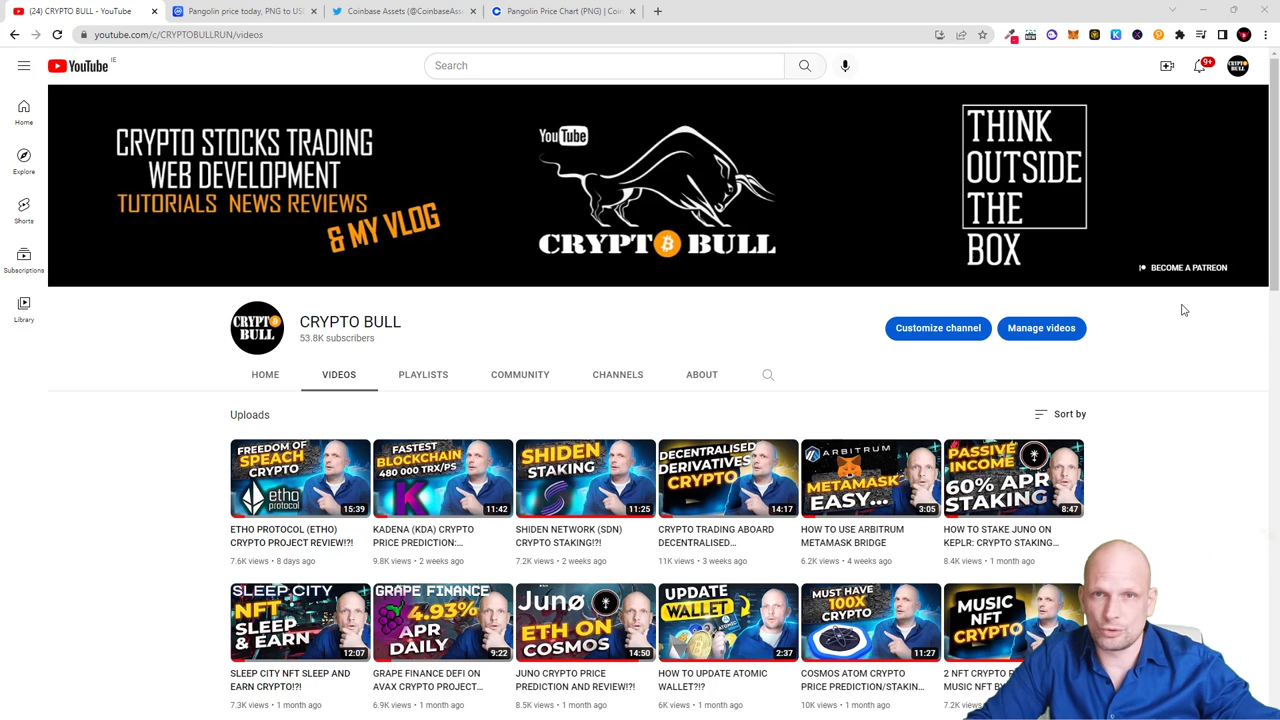 (24) CRYPTO BULL - YouTube
Pangolin price today, PNG to US
Coinbase Assets (@CoinbaseAss
Pangolin Price Chart (PNG) | Coi
youtube.com/c/CRYPTOBULLRUN/videos
YouTube IE
Search
9+
CRYPTO BULL
Home
Explore
Shorts
Subscriptions
Library
CRYPTO STOCKS TRADING
WEB DEVELOPMENT
TUTORIALS NEWS REVIEWS
& MY VLOG
YouTube
CRYPTO BULL
THINK
OUTSIDE
THE
BOX
BECOME A PATREON
CRYPTO
BULL
CRYPTO BULL
53.8K subscribers
Customize channel
Manage videos
HOME
VIDEOS
PLAYLISTS
COMMUNITY
CHANNELS
ABOUT
Uploads
Sort by
FREEDOM OF
SPEACH
CRYPTO
etho
protocol
15:39
ETHO PROTOCOL (ETHO)
CRYPTO PROJECT REVIEW!?!
7.6K views • 8 days ago
FASTEST
BLOCKCHAIN
480 000 TRX/PS
11:42
KADENA (KDA) CRYPTO
PRICE PREDICTION:...
9.8K views • 2 weeks ago
SHIDEN
STAKING
11:25
SHIDEN NETWORK (SDN)
CRYPTO STAKING!?!
7.2K views • 2 weeks ago
DECENTRALISED
DERIVATIVES
CRYPTO
14:17
CRYPTO TRADING ABOARD
DECENTRALISED...
11K views • 3 weeks ago
ARBITRUM
METAMASK
EASY...
3:05
HOW TO USE ARBITRUM
METAMASK BRIDGE
6.2K views • 4 weeks ago
PASSIVE
INCOME
60% APR
STAKING
8:47
HOW TO STAKE JUNO ON
KEPLR: CRYPTO STAKING...
8.4K views • 1 month ago
SLEEP CITY
NFT
SLEEP
& EARN
12:07
SLEEP CITY NFT SLEEP AND
EARN CRYPTO!?!
7.3K views • 1 month ago
GRAPE FINANCE
4.93%
APR
DAILY
9:22
GRAPE FINANCE DEFI ON
AVAX CRYPTO PROJECT...
6.9K views • 1 month ago
Juno
ETH ON
COSMOS
14:50
JUNO CRYPTO PRICE
PREDICTION AND REVIEW!?!
8.5K views • 1 month ago
UPDATE
WALLET
2:37
HOW TO UPDATE ATOMIC
WALLET?!?
6K views • 1 month ago
MUST HAVE
100X
CRYPTO
11:27
COSMOS ATOM CRYPTO
PRICE PREDICTION/STAKIN...
10K views • 1 month ago
MUSIC
NFT
CRYPTO
2 NFT CRYPTO
MUSIC NFT
7.2K